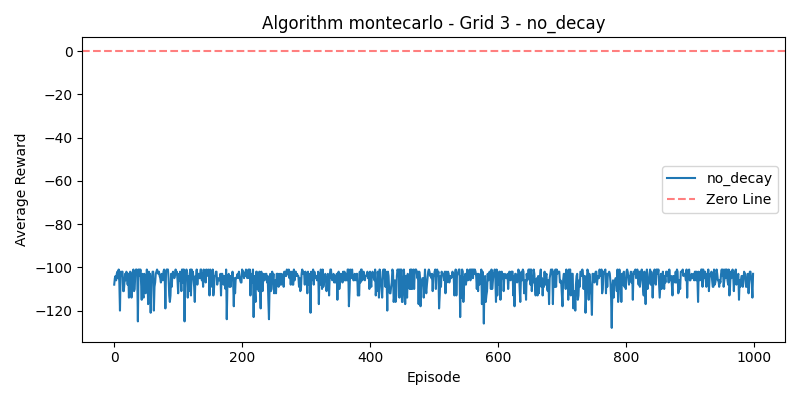 Algorithm montecarlo - Grid 3 - no_decay
Average Reward
0
−20
−40
−60
−80
−100
−120
no_decay
Zero Line
0
200
400
600
800
1000
Episode